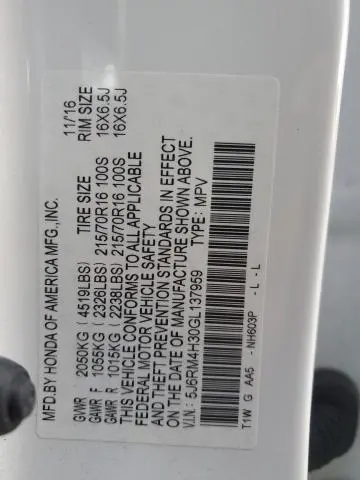 MFD.BY HONDA OF AMERICA MFG.,INC. 11/'16
GVWR 2050KG (4519LBS) TIRE SIZE RIM SIZE
GAWR F 1055KG (2326LBS) 215/70R16 100S 16X6.5J
GAWR R 1015KG (2238LBS) 215/70R16 100S 16X6.5J
THIS VEHICLE CONFORMS TO ALL APPLICABLE
FEDERAL MOTOR VEHICLE SAFETY
AND THEFT PREVENTION STANDARDS IN EFFECT
ON THE DATE OF MANUFACTURE SHOWN ABOVE.
V.I.N.: 5J6RM4H30GL137959 TYPE: MPV
T1W G AA5 - NH603P - L - L